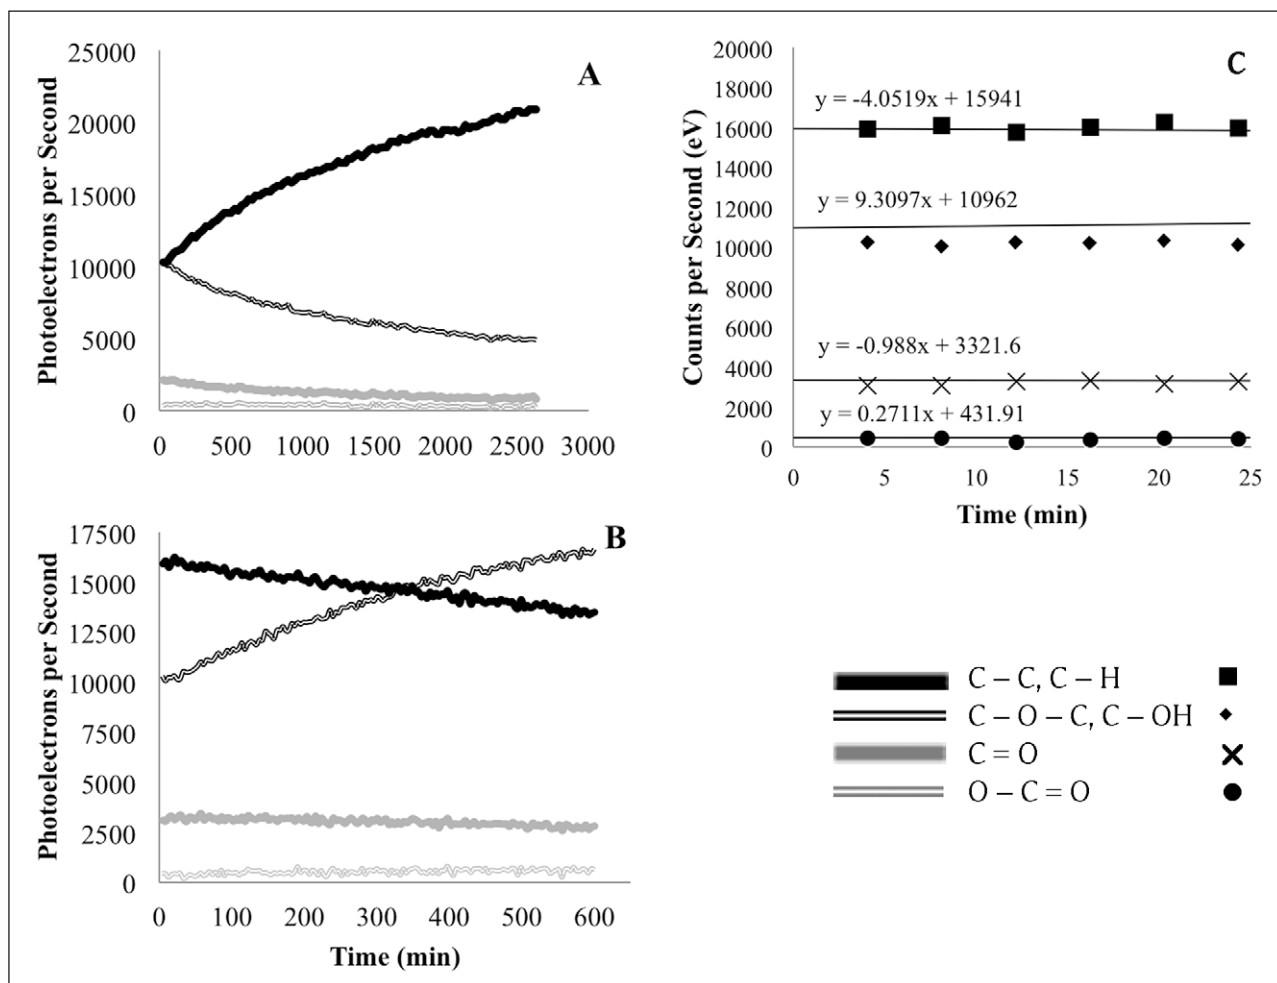 A
Photoelectrons per Second
25000
20000
15000
10000
5000
0
0 500 1000 1500 2000 2500 3000
B
Photoelectrons per Second
17500
15000
12500
10000
7500
5000
2500
0
0 100 200 300 400 500 600
Time (min)
C
Counts per Second (eV)
20000
18000
16000
14000
12000
10000
8000
6000
4000
2000
0
y = -4.0519x + 15941
y = 9.3097x + 10962
y = -0.988x + 3321.6
y = 0.2711x + 431.91
0 5 10 15 20 25
Time (min)
C – C, C – H
C – O – C, C – OH
C = O
O – C = O